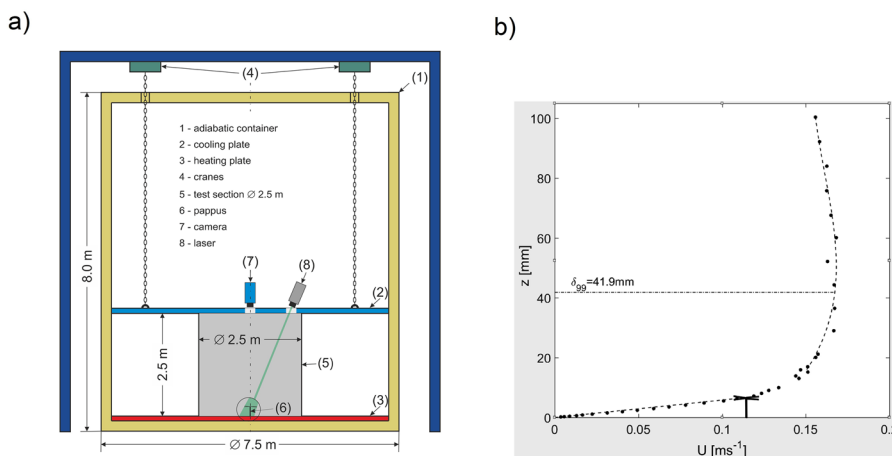 a)
(4)
(1)
1 - adiabatic container
2 - cooling plate
3 - heating plate
4 - cranes
5 - test section ∅ 2.5 m
6 - pappus
7 - camera
8 - laser
8.0 m
(7)
(8)
(2)
∅ 2.5 m
2.5 m
(5)
(6)
(3)
∅ 7.5 m
b)
100
80
60
40
20
0
z [mm]
δ99=41.9mm
0
0.05
0.1
0.15
0.2
U [ms-1]